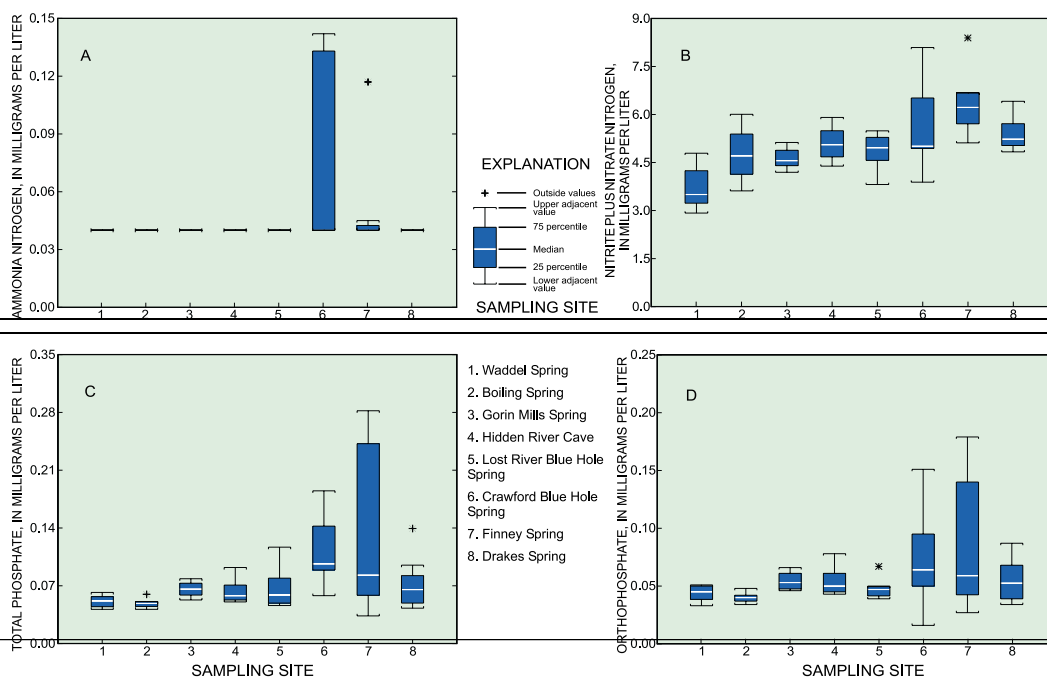 AMMONIA NITROGEN, IN MILLIGRAMS PER LITER
0.15
0.12
0.09
0.06
0.03
0.00
A
1 2 3 4 5 6 7 8
EXPLANATION
Outside values
Upper adjacent
value
75 percentile
Median
25 percentile
Lower adjacent
value
SAMPLING SITE
NITRITE PLUS NITRATE NITROGEN,
IN MILLIGRAMS PER LITER
9.0
7.5
6.0
4.5
3.0
1.5
0.0
B
1 2 3 4 5 6 7 8
TOTAL PHOSPHATE, IN MILLIGRAMS PER LITER
0.35
0.28
0.21
0.14
0.07
0.00
C
1 2 3 4 5 6 7 8
SAMPLING SITE
1. Waddel Spring
2. Boiling Spring
3. Gorin Mills Spring
4. Hidden River Cave
5. Lost River Blue Hole
Spring
6. Crawford Blue Hole
Spring
7. Finney Spring
8. Drakes Spring
ORTHOPHOSPHATE, IN MILLIGRAMS PER LITER
0.25
0.20
0.15
0.10
0.05
0.00
D
1 2 3 4 5 6 7 8
SAMPLING SITE